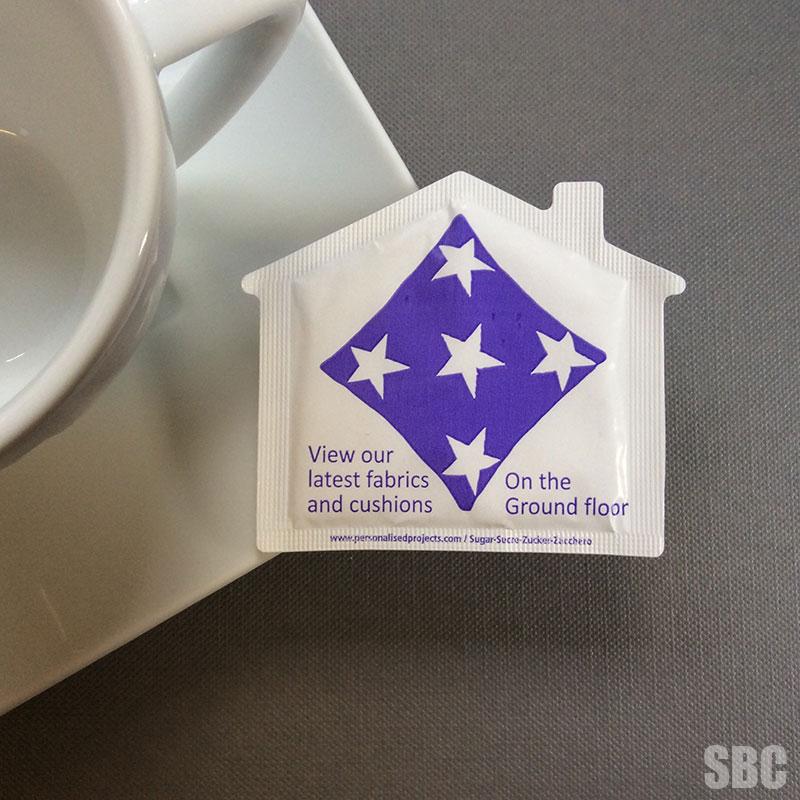 View our
latest fabrics
and cushions
On the
Ground floor
www.personalisedprojects.com / Sugar-Sucre-Zucker-Zucchero
SBC